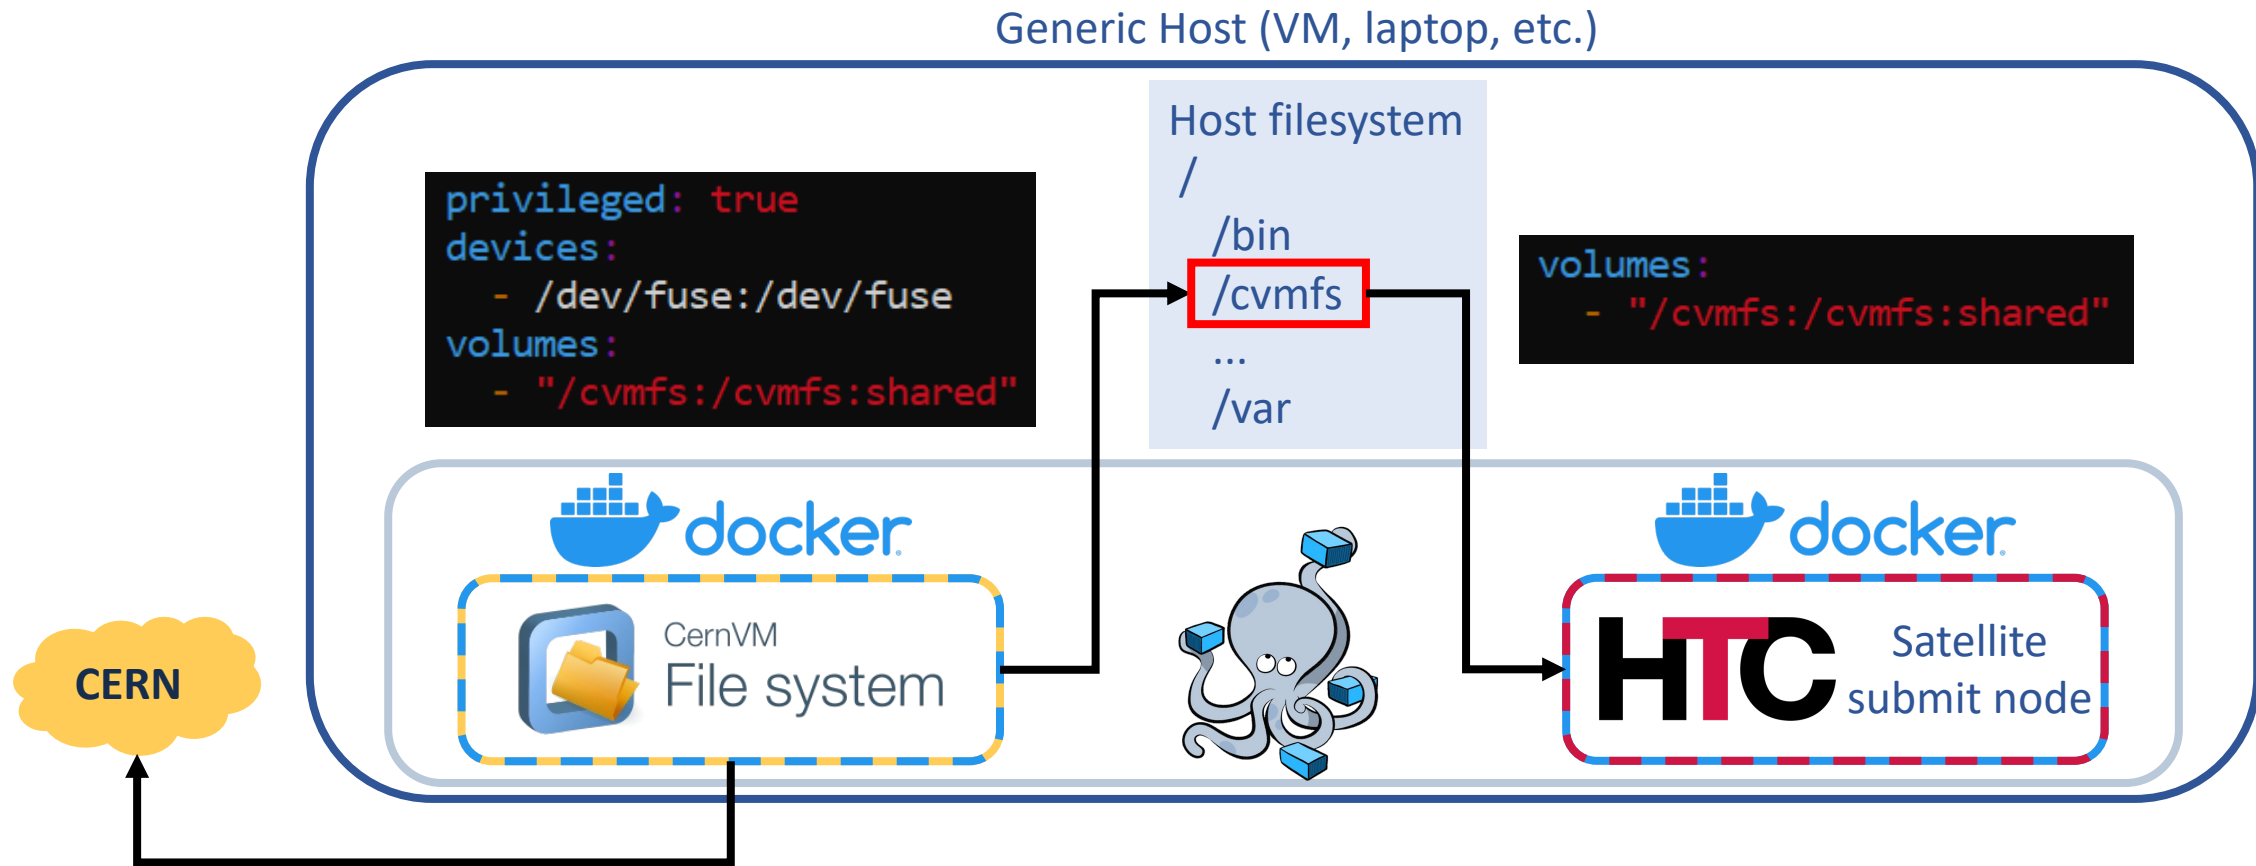 Generic Host (VM, laptop, etc.)
Host filesystem
/
/bin
/cvmfs
...
/var
privileged: true
devices:
- /dev/fuse:/dev/fuse
volumes:
- "/cvmfs:/cvmfs:shared"
volumes:
- "/cvmfs:/cvmfs:shared"
docker
CernVM
File system
docker
HTC
Satellite
submit node
CERN